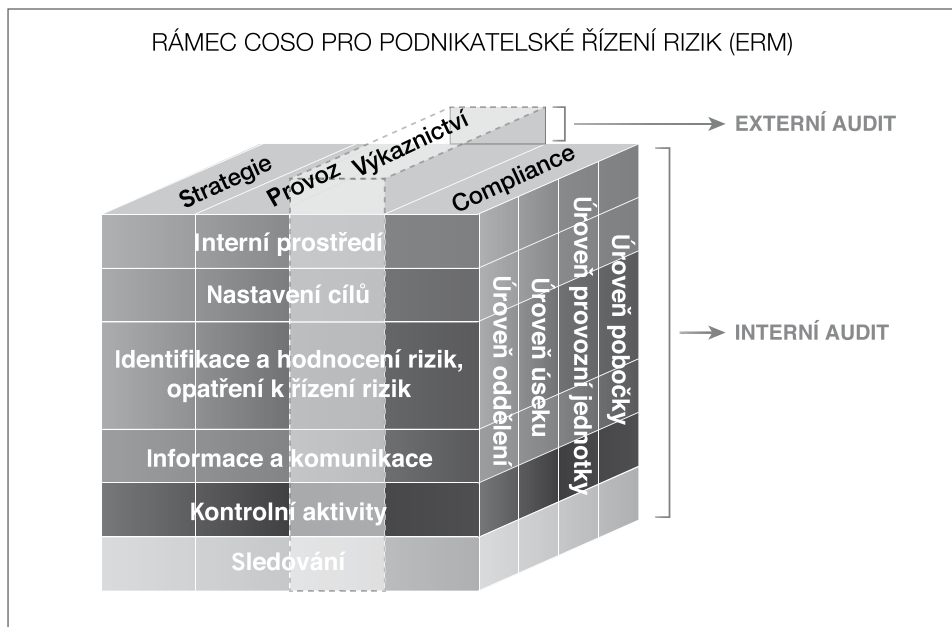 RÁMEC COSO PRO PODNIKATELSKÉ ŘÍZENÍ RIZIK (ERM)
EXTERNÍ AUDIT
Strategie
Provoz
Výkaznictví
Compliance
Interní prostředí
Nastavení cílů
Identifikace a hodnocení rizik,
opatření k řízení rizik
Informace a komunikace
Kontrolní aktivity
Sledování
Úroveň oddělení
Úroveň úseku
Úroveň provozní jednotky
Úroveň pobočky
INTERNÍ AUDIT